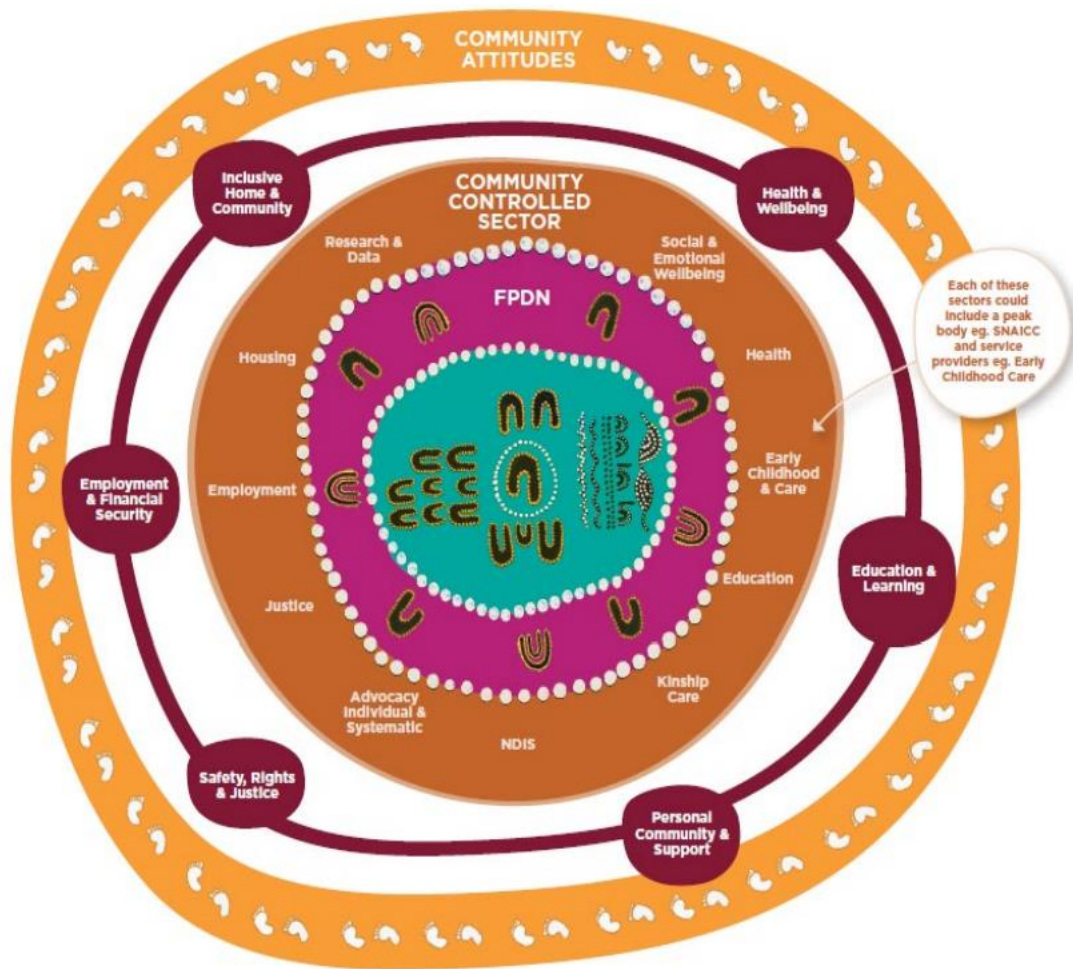 COMMUNITY
ATTITUDES
Inclusive
Home &
Community
Health &
Wellbeing
COMMUNITY
CONTROLLED
SECTOR
Research &
Data
Social &
Emotional
Wellbeing
FPDN
Housing
Health
Each of these
sectors could
include a peak
body eg. SNAICC
and service
providers eg. Early
Childhood Care
Employment
& Financial
Security
Employment
Early
Childhood
& Care
Education &
Learning
Education
Justice
Kinship
Care
Advocacy
Individual &
Systematic
NDIS
Safety, Rights
& Justice
Personal
Community &
Support